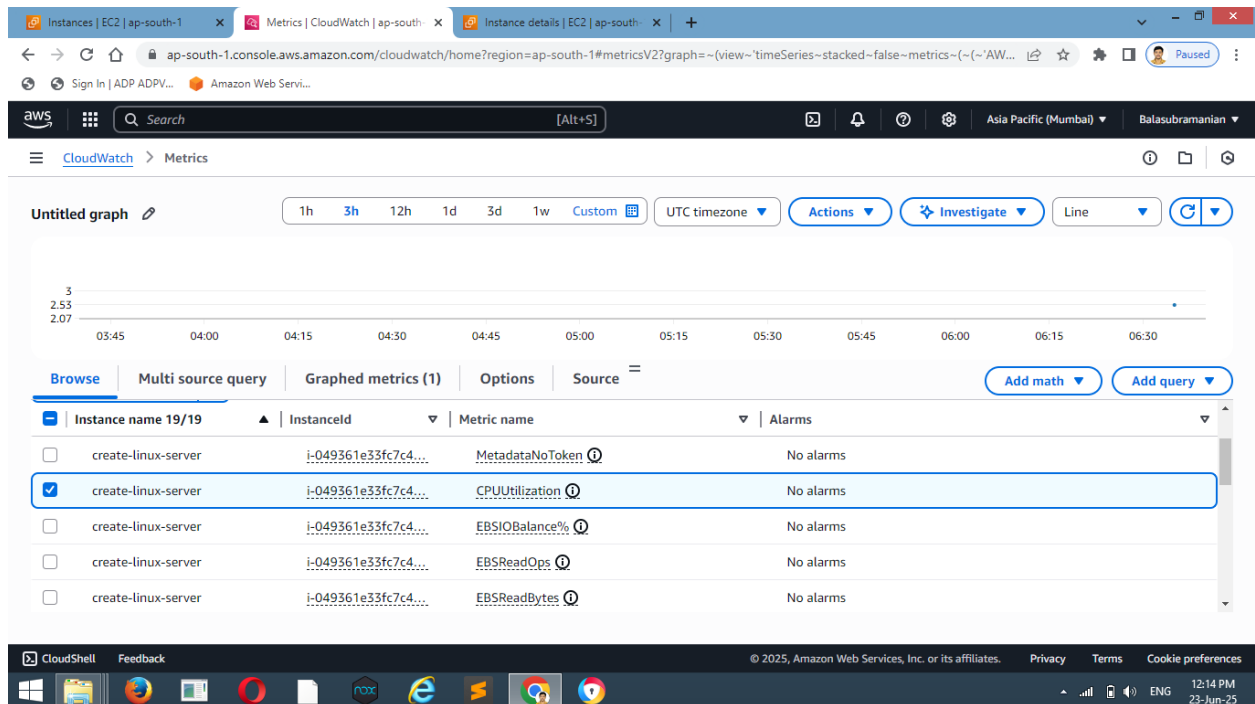 Instances | EC2 | ap-south-1
Metrics | CloudWatch | ap-south-
Instance details | EC2 | ap-south-
ap-south-1.console.aws.amazon.com/cloudwatch/home?region=ap-south-1#metricsV2?graph=~(view~'timeSeries~stacked~false~metrics~(~(~'AW...
Paused
Sign In | ADP ADPV...
Amazon Web Servi...
aws
Search
[Alt+S]
Asia Pacific (Mumbai)
Balasubramanian
CloudWatch > Metrics
Untitled graph
1h 3h 12h 1d 3d 1w Custom
UTC timezone
Actions
Investigate
Line
3
2.53
2.07
03:45 04:00 04:15 04:30 04:45 05:00 05:15 05:30 05:45 06:00 06:15 06:30
Browse
Multi source query
Graphed metrics (1)
Options
Source
Add math
Add query
Instance name 19/19 InstanceId Metric name Alarms
create-linux-server i-049361e33fc7c4... MetadataNoToken No alarms
create-linux-server i-049361e33fc7c4... CPUUtilization No alarms
create-linux-server i-049361e33fc7c4... EBSIOBalance% No alarms
create-linux-server i-049361e33fc7c4... EBSReadOps No alarms
create-linux-server i-049361e33fc7c4... EBSReadBytes No alarms
CloudShell Feedback
© 2025, Amazon Web Services, Inc. or its affiliates. Privacy Terms Cookie preferences
nox
ENG
12:14 PM
23-Jun-25